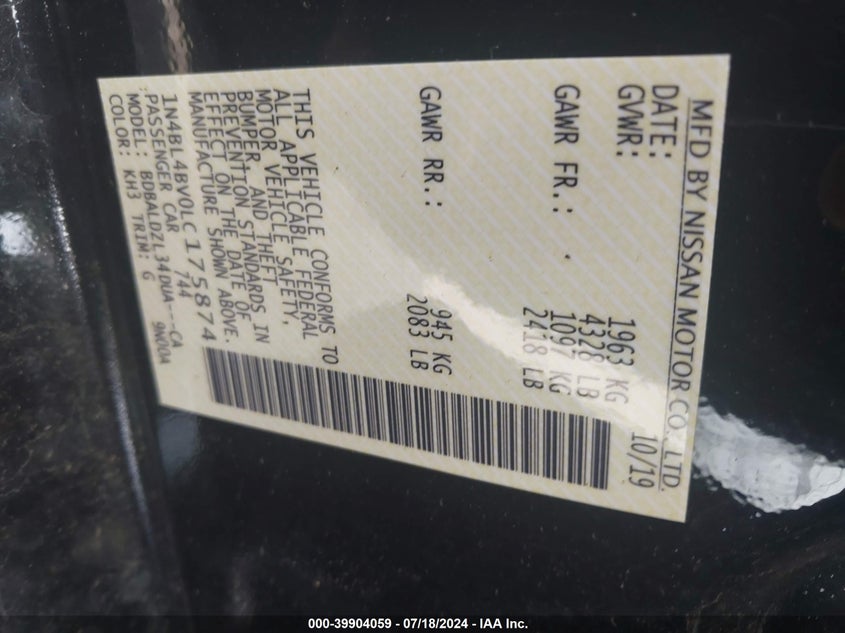 MFD BY NISSAN MOTOR CO., LTD.
DATE: 10/19
GVWR: 1963 KG
4328 LB
GAWR FR.: 1097 KG
2418 LB
GAWR RR.: 945 KG
2083 LB
THIS VEHICLE CONFORMS TO
ALL APPLICABLE FEDERAL
MOTOR VEHICLE SAFETY,
BUMPER, AND THEFT
PREVENTION STANDARDS IN
EFFECT ON THE DATE OF
MANUFACTURE SHOWN ABOVE.
1N4BL4BV0LC175874
PASSENGER CAR 744
MODEL: BDBALDZL34DUA---CA
COLOR: KH3 TRIM: G 9N00A
000-39904059 - 07/18/2024 - IAA Inc.